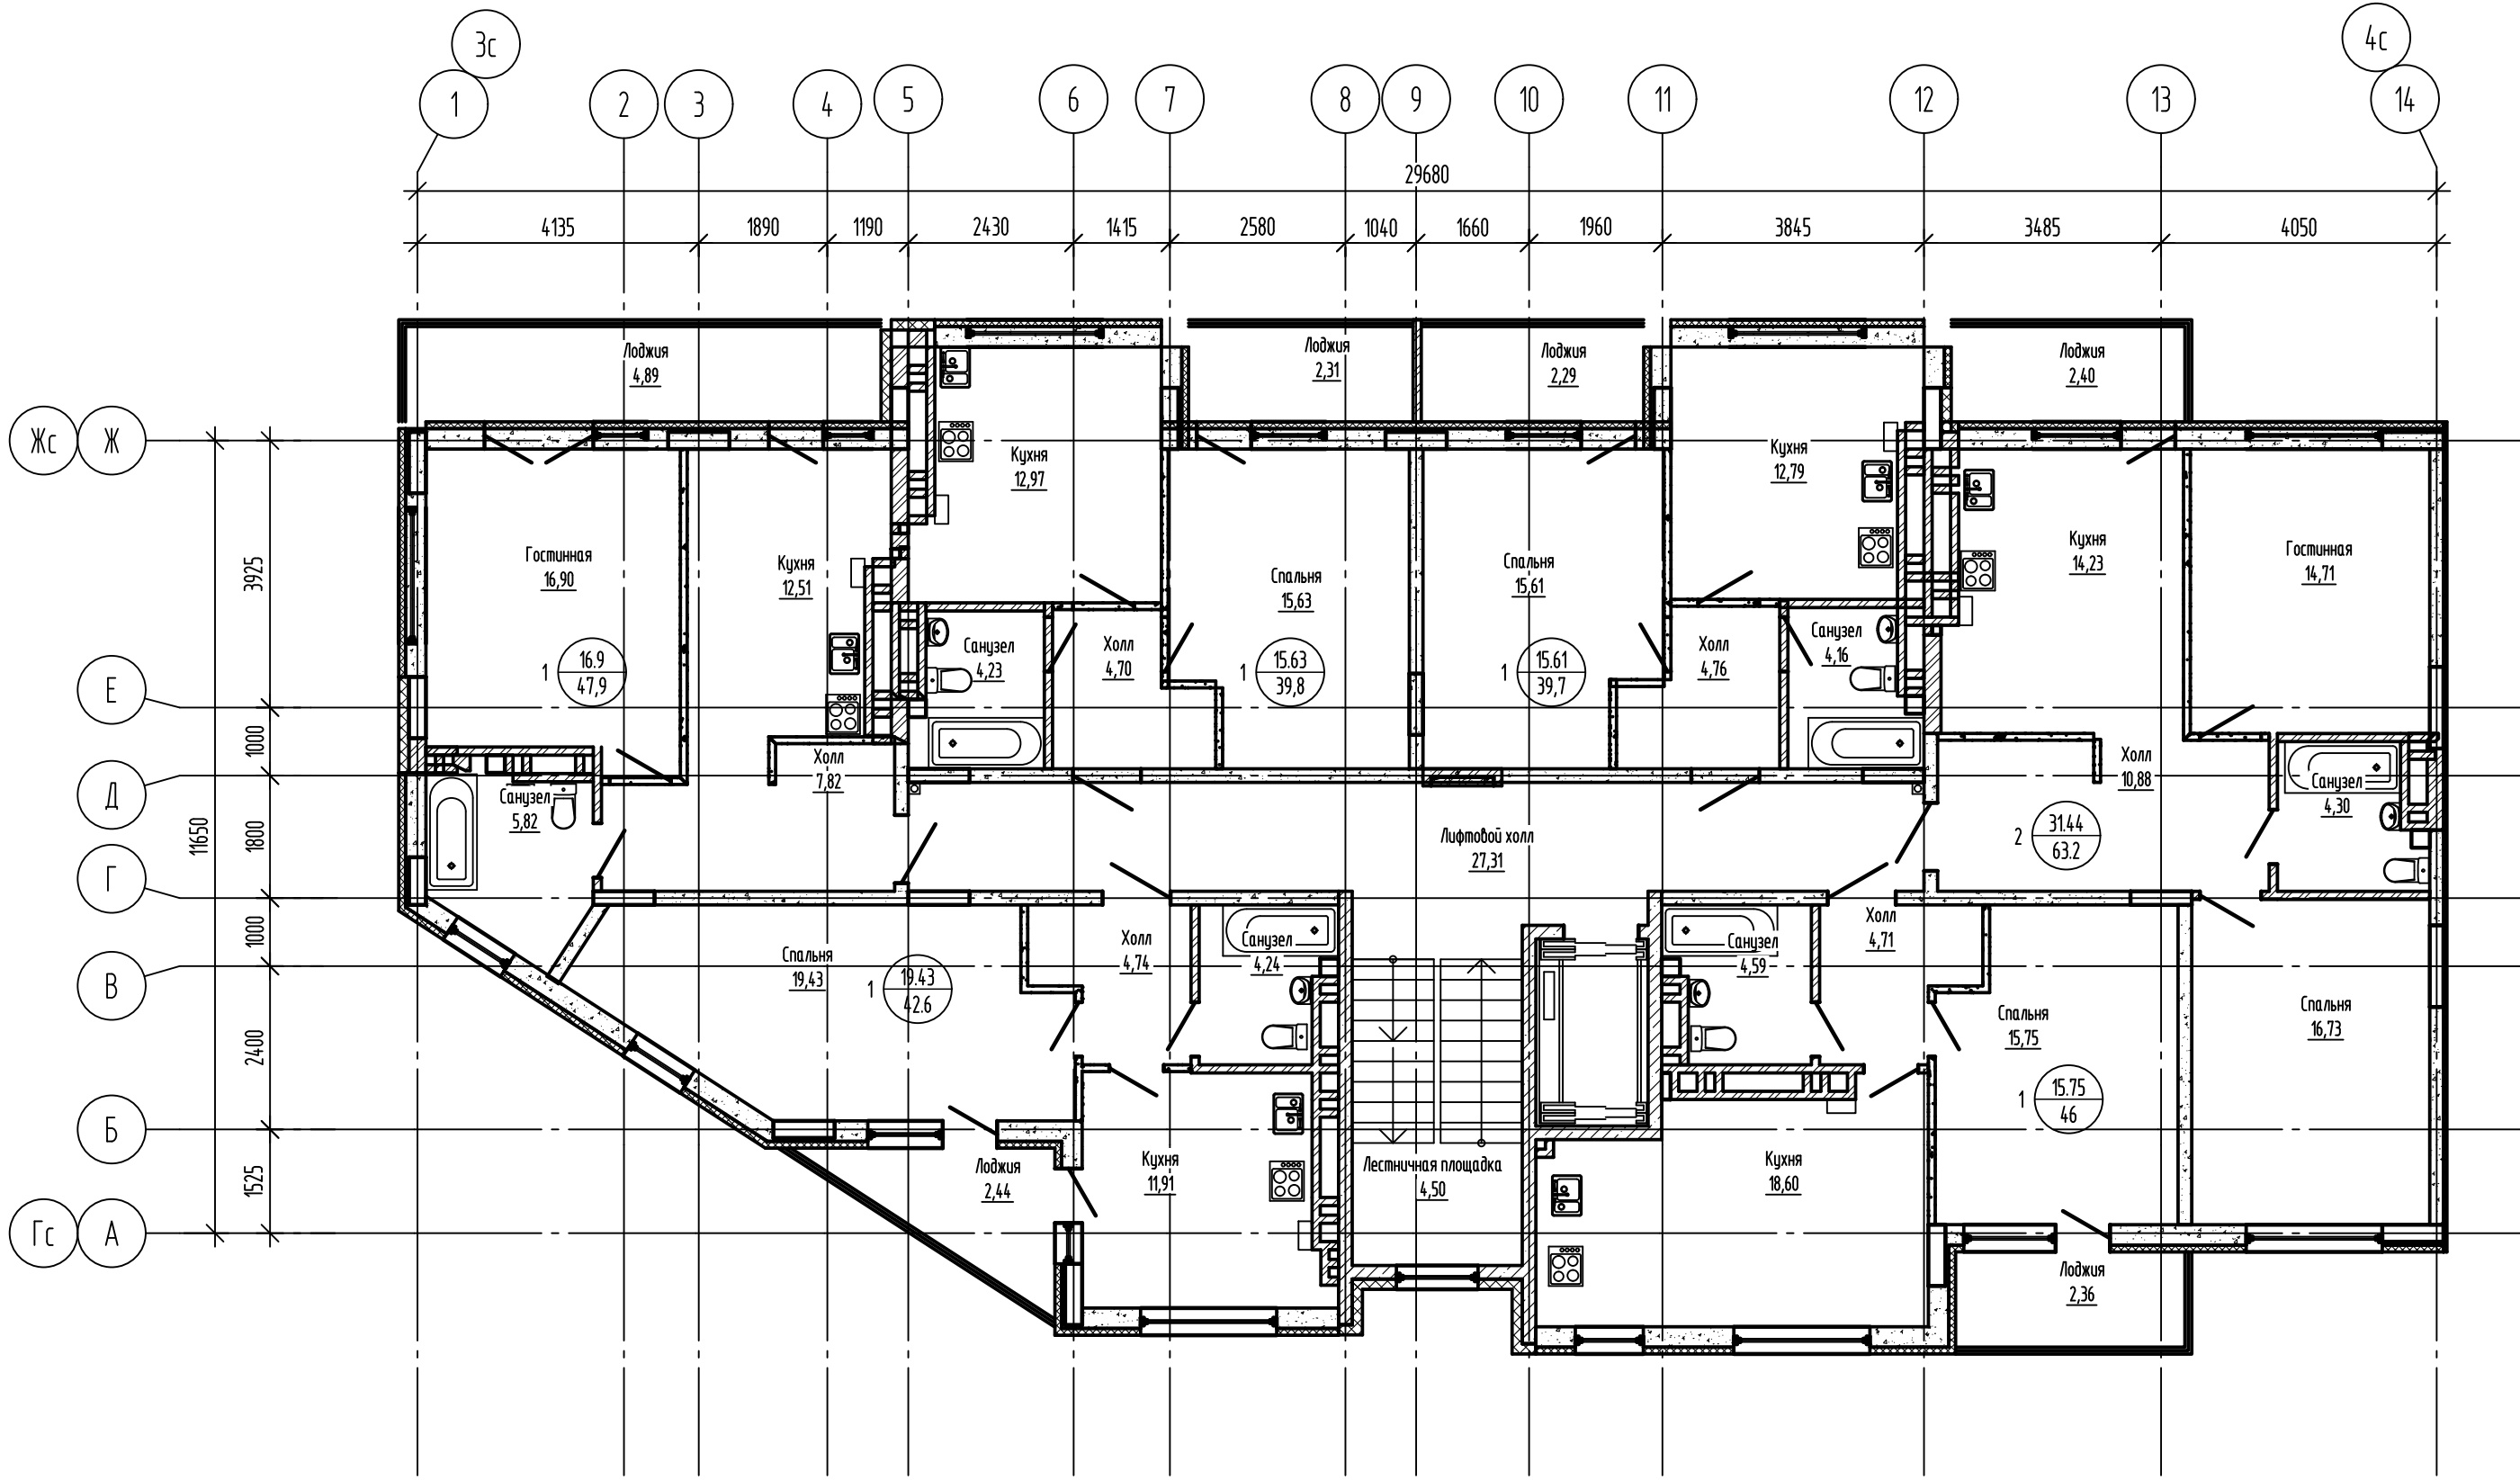 3с
4с
1
2
3
4
5
6
7
8
9
10
11
12
13
14
29680
4135
1890
1190
2430
1415
2580
1040
1660
1960
3845
3485
4050
Лоджия
4,89
Лоджия
2,31
Лоджия
2,29
Лоджия
2,40
Жс
Ж
Кухня
12,97
Кухня
12,79
Гостинная
16,90
Кухня
12,51
Спальня
15,63
Спальня
15,61
Кухня
14,23
Гостинная
14,71
3925
Санузел
4,23
Холл
4,70
Холл
4,76
Санузел
4,16
1
16.9
47,9
1
15.63
39,8
1
15.61
39,7
Е
1000
Холл
7,82
Холл
10,88
Д
Санузел
5,82
Санузел
4,30
11650
1800
Лифтовой холл
27,31
2
31.44
63.2
Г
1000
Спальня
19,43
Холл
4,74
Санузел
4,24
Санузел
4,59
Холл
4,71
В
1
19.43
42.6
Спальня
15,75
Спальня
16,73
2400
1
15.75
46
Б
1525
Лоджия
2,44
Кухня
11,91
Лестничная площадка
4,50
Кухня
18,60
Гс
А
Лоджия
2,36